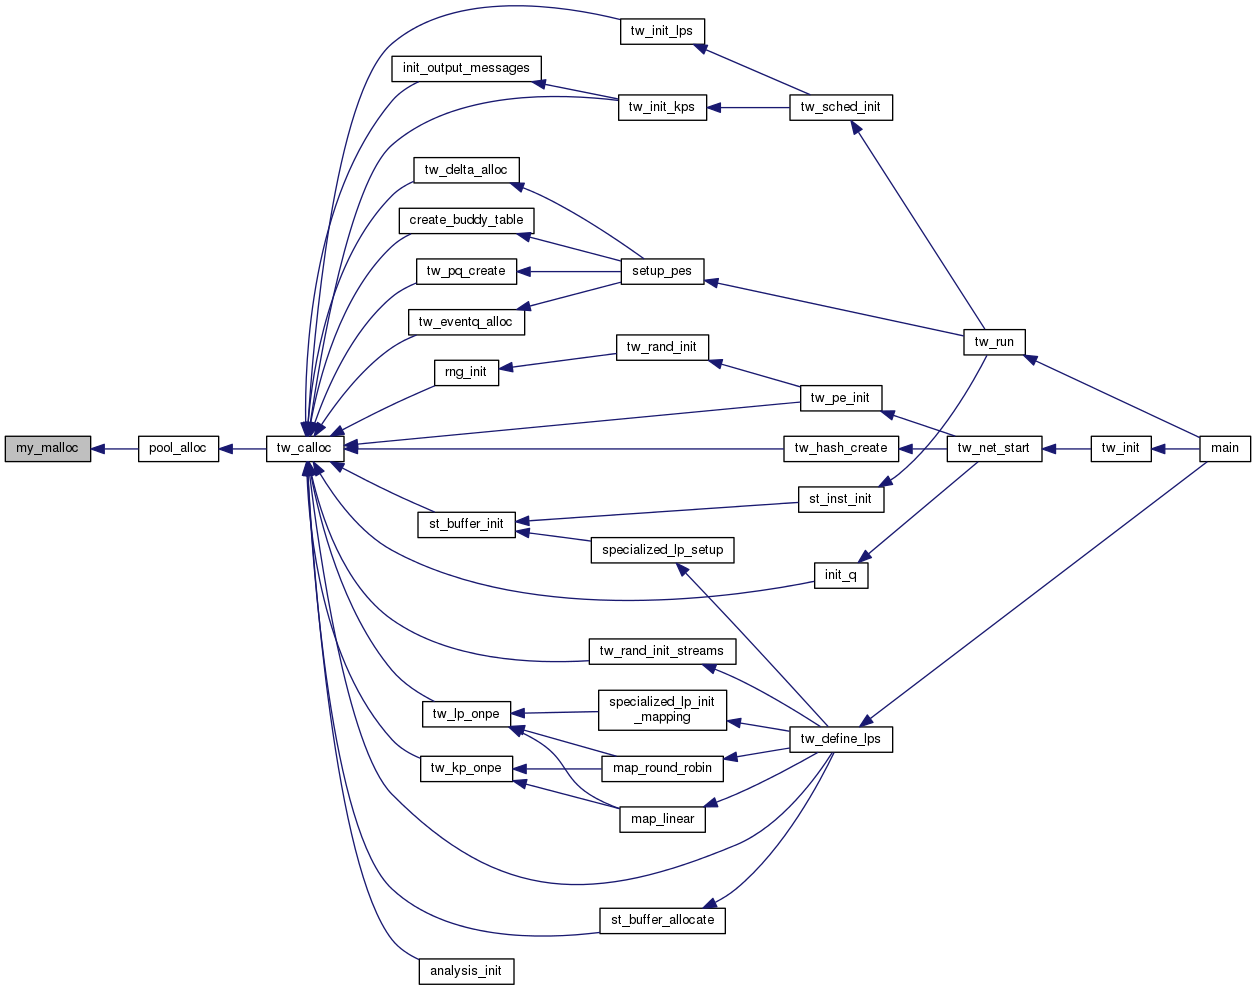 tw_init_lps
init_output_messages
tw_init_kps
tw_sched_init
tw_delta_alloc
create_buddy_table
tw_pq_create
setup_pes
tw_eventq_alloc
tw_run
tw_rand_init
rng_init
tw_pe_init
my_malloc
pool_alloc
tw_calloc
tw_hash_create
tw_net_start
tw_init
main
st_inst_init
st_buffer_init
specialized_lp_setup
init_q
tw_rand_init_streams
specialized_lp_init
_mapping
tw_lp_onpe
tw_define_lps
tw_kp_onpe
map_round_robin
map_linear
st_buffer_allocate
analysis_init